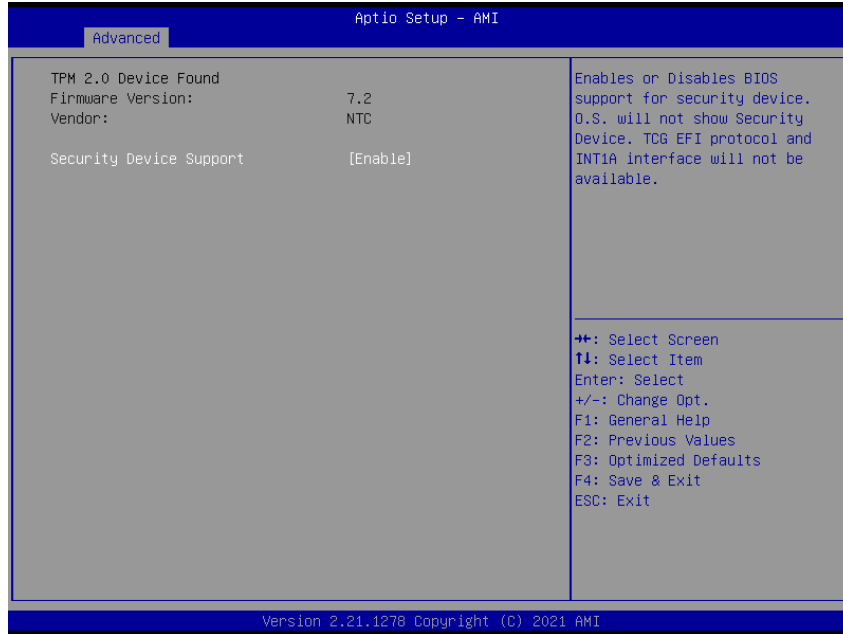 Aptio Setup - AMI
Advanced
TPM 2.0 Device Found
Firmware Version: 7.2
Vendor: NTC
Security Device Support [Enable]
Enables or Disables BIOS
support for security device.
O.S. will not show Security
Device. TCG EFI protocol and
INT1A interface will not be
available.
→←: Select Screen
↑↓: Select Item
Enter: Select
+/-: Change Opt.
F1: General Help
F2: Previous Values
F3: Optimized Defaults
F4: Save & Exit
ESC: Exit
Version 2.21.1278 Copyright (C) 2021 AMI